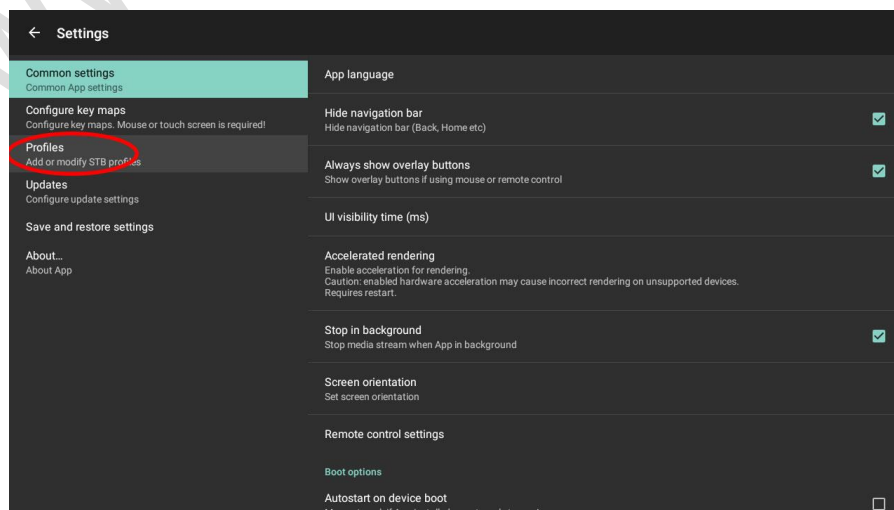 Settings
Common settings
Common App settings
Configure key maps
Configure key maps. Mouse or touch screen is required!
Profiles
Add or modify STB profiles
Updates
Configure update settings
Save and restore settings
About...
About App
App language
Hide navigation bar
Hide navigation bar (Back, Home etc)
Always show overlay buttons
Show overlay buttons if using mouse or remote control
UI visibility time (ms)
Accelerated rendering
Enable acceleration for rendering.
Caution: enabled hardware acceleration may cause incorrect rendering on unsupported devices.
Requires restart.
Stop in background
Stop media stream when App in background
Screen orientation
Set screen orientation
Remote control settings
Boot options
Autostart on device boot